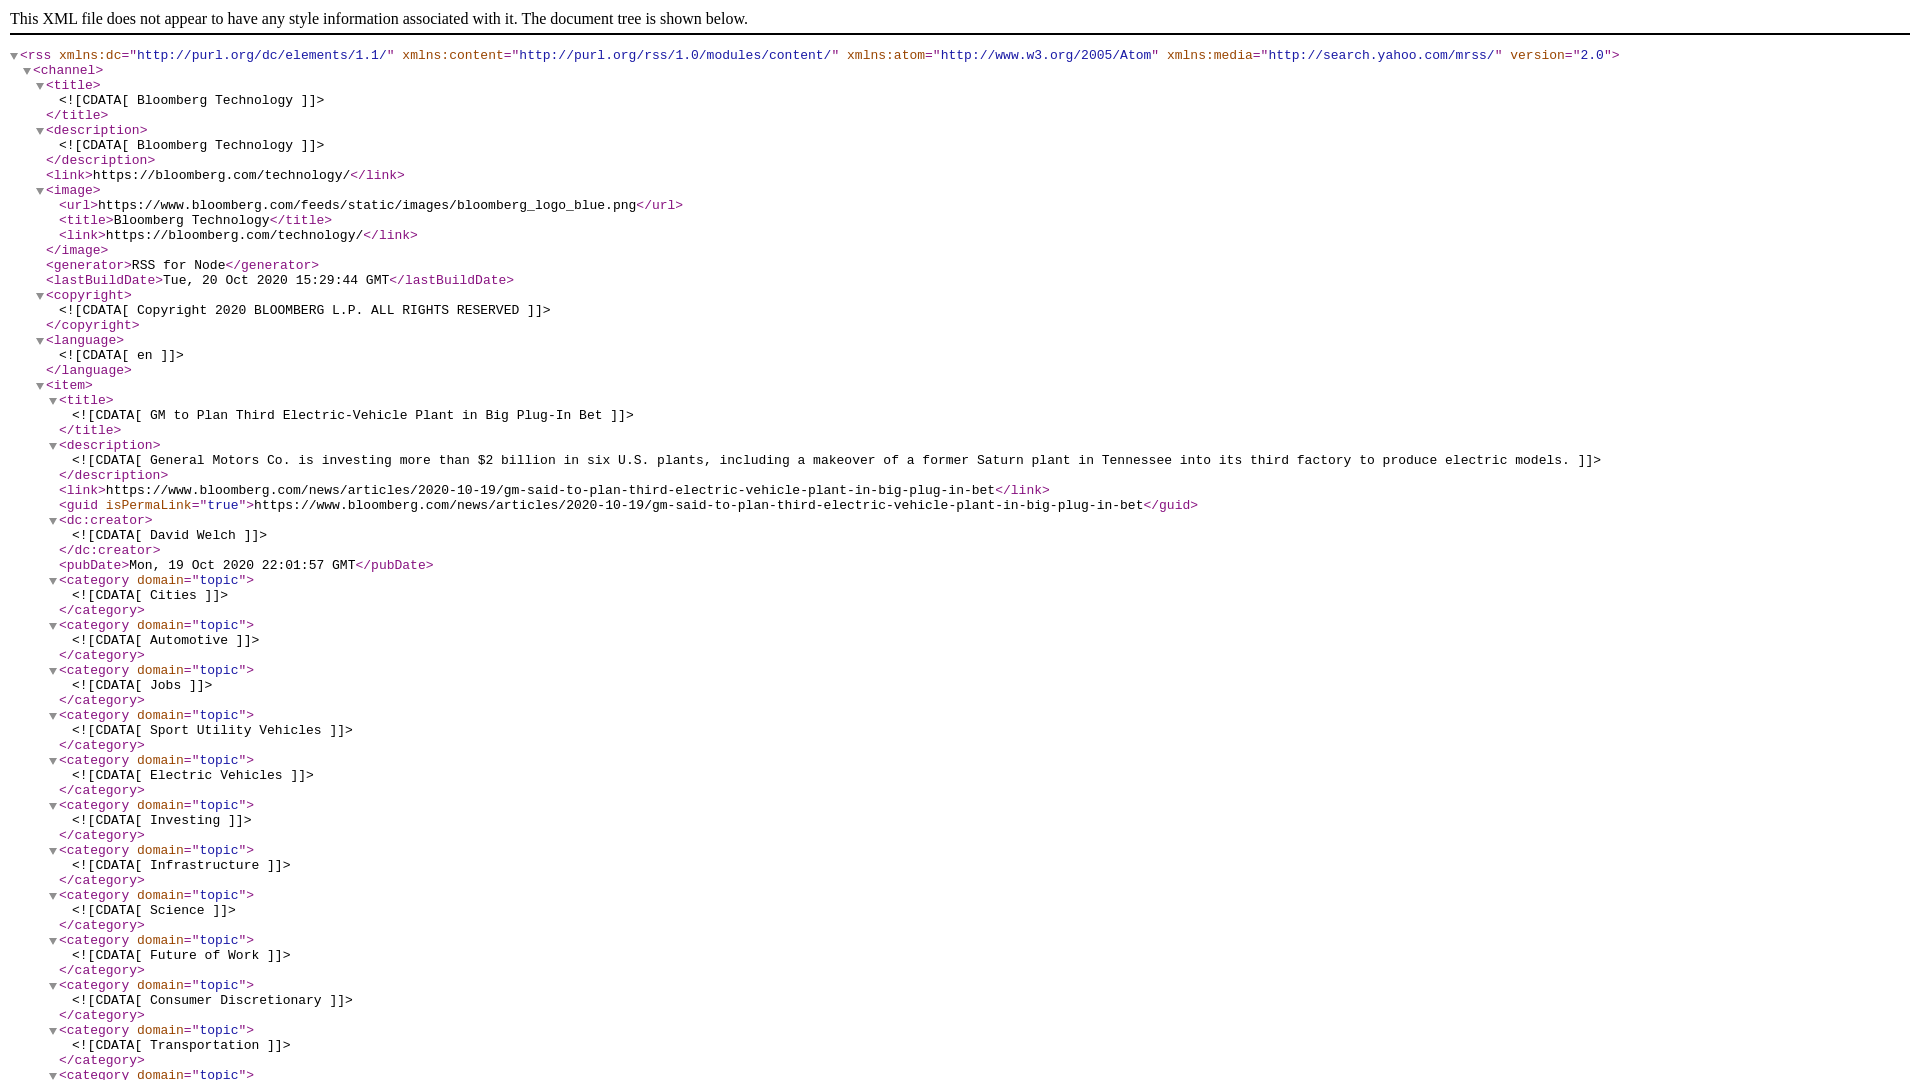 This XML file does not appear to have any style information associated with it. The document tree is shown below.
<rss xmlns:dc="http://purl.org/dc/elements/1.1/" xmlns:content="http://purl.org/rss/1.0/modules/content/" xmlns:atom="http://www.w3.org/2005/Atom" xmlns:media="http://search.yahoo.com/mrss/" version="2.0">
<channel>
<title>
<![CDATA[ Bloomberg Technology ]]>
</title>
<description>
<![CDATA[ Bloomberg Technology ]]>
</description>
<link>https://bloomberg.com/technology/</link>
<image>
<url>https://www.bloomberg.com/feeds/static/images/bloomberg_logo_blue.png</url>
<title>Bloomberg Technology</title>
<link>https://bloomberg.com/technology/</link>
</image>
<generator>RSS for Node</generator>
<lastBuildDate>Tue, 20 Oct 2020 15:29:44 GMT</lastBuildDate>
<copyright>
<![CDATA[ Copyright 2020 BLOOMBERG L.P. ALL RIGHTS RESERVED ]]>
</copyright>
<language>
<![CDATA[ en ]]>
</language>
<item>
<title>
<![CDATA[ GM to Plan Third Electric-Vehicle Plant in Big Plug-In Bet ]]>
</title>
<description>
<![CDATA[ General Motors Co. is investing more than $2 billion in six U.S. plants, including a makeover of a former Saturn plant in Tennessee into its third factory to produce electric models. ]]>
</description>
<link>https://www.bloomberg.com/news/articles/2020-10-19/gm-said-to-plan-third-electric-vehicle-plant-in-big-plug-in-bet</link>
<guid isPermaLink="true">https://www.bloomberg.com/news/articles/2020-10-19/gm-said-to-plan-third-electric-vehicle-plant-in-big-plug-in-bet</guid>
<dc:creator>
<![CDATA[ David Welch ]]>
</dc:creator>
<pubDate>Mon, 19 Oct 2020 22:01:57 GMT</pubDate>
<category domain="topic">
<![CDATA[ Cities ]]>
</category>
<category domain="topic">
<![CDATA[ Automotive ]]>
</category>
<category domain="topic">
<![CDATA[ Jobs ]]>
</category>
<category domain="topic">
<![CDATA[ Sport Utility Vehicles ]]>
</category>
<category domain="topic">
<![CDATA[ Electric Vehicles ]]>
</category>
<category domain="topic">
<![CDATA[ Investing ]]>
</category>
<category domain="topic">
<![CDATA[ Infrastructure ]]>
</category>
<category domain="topic">
<![CDATA[ Science ]]>
</category>
<category domain="topic">
<![CDATA[ Future of Work ]]>
</category>
<category domain="topic">
<![CDATA[ Consumer Discretionary ]]>
</category>
<category domain="topic">
<![CDATA[ Transportation ]]>
</category>
<category domain="topic">